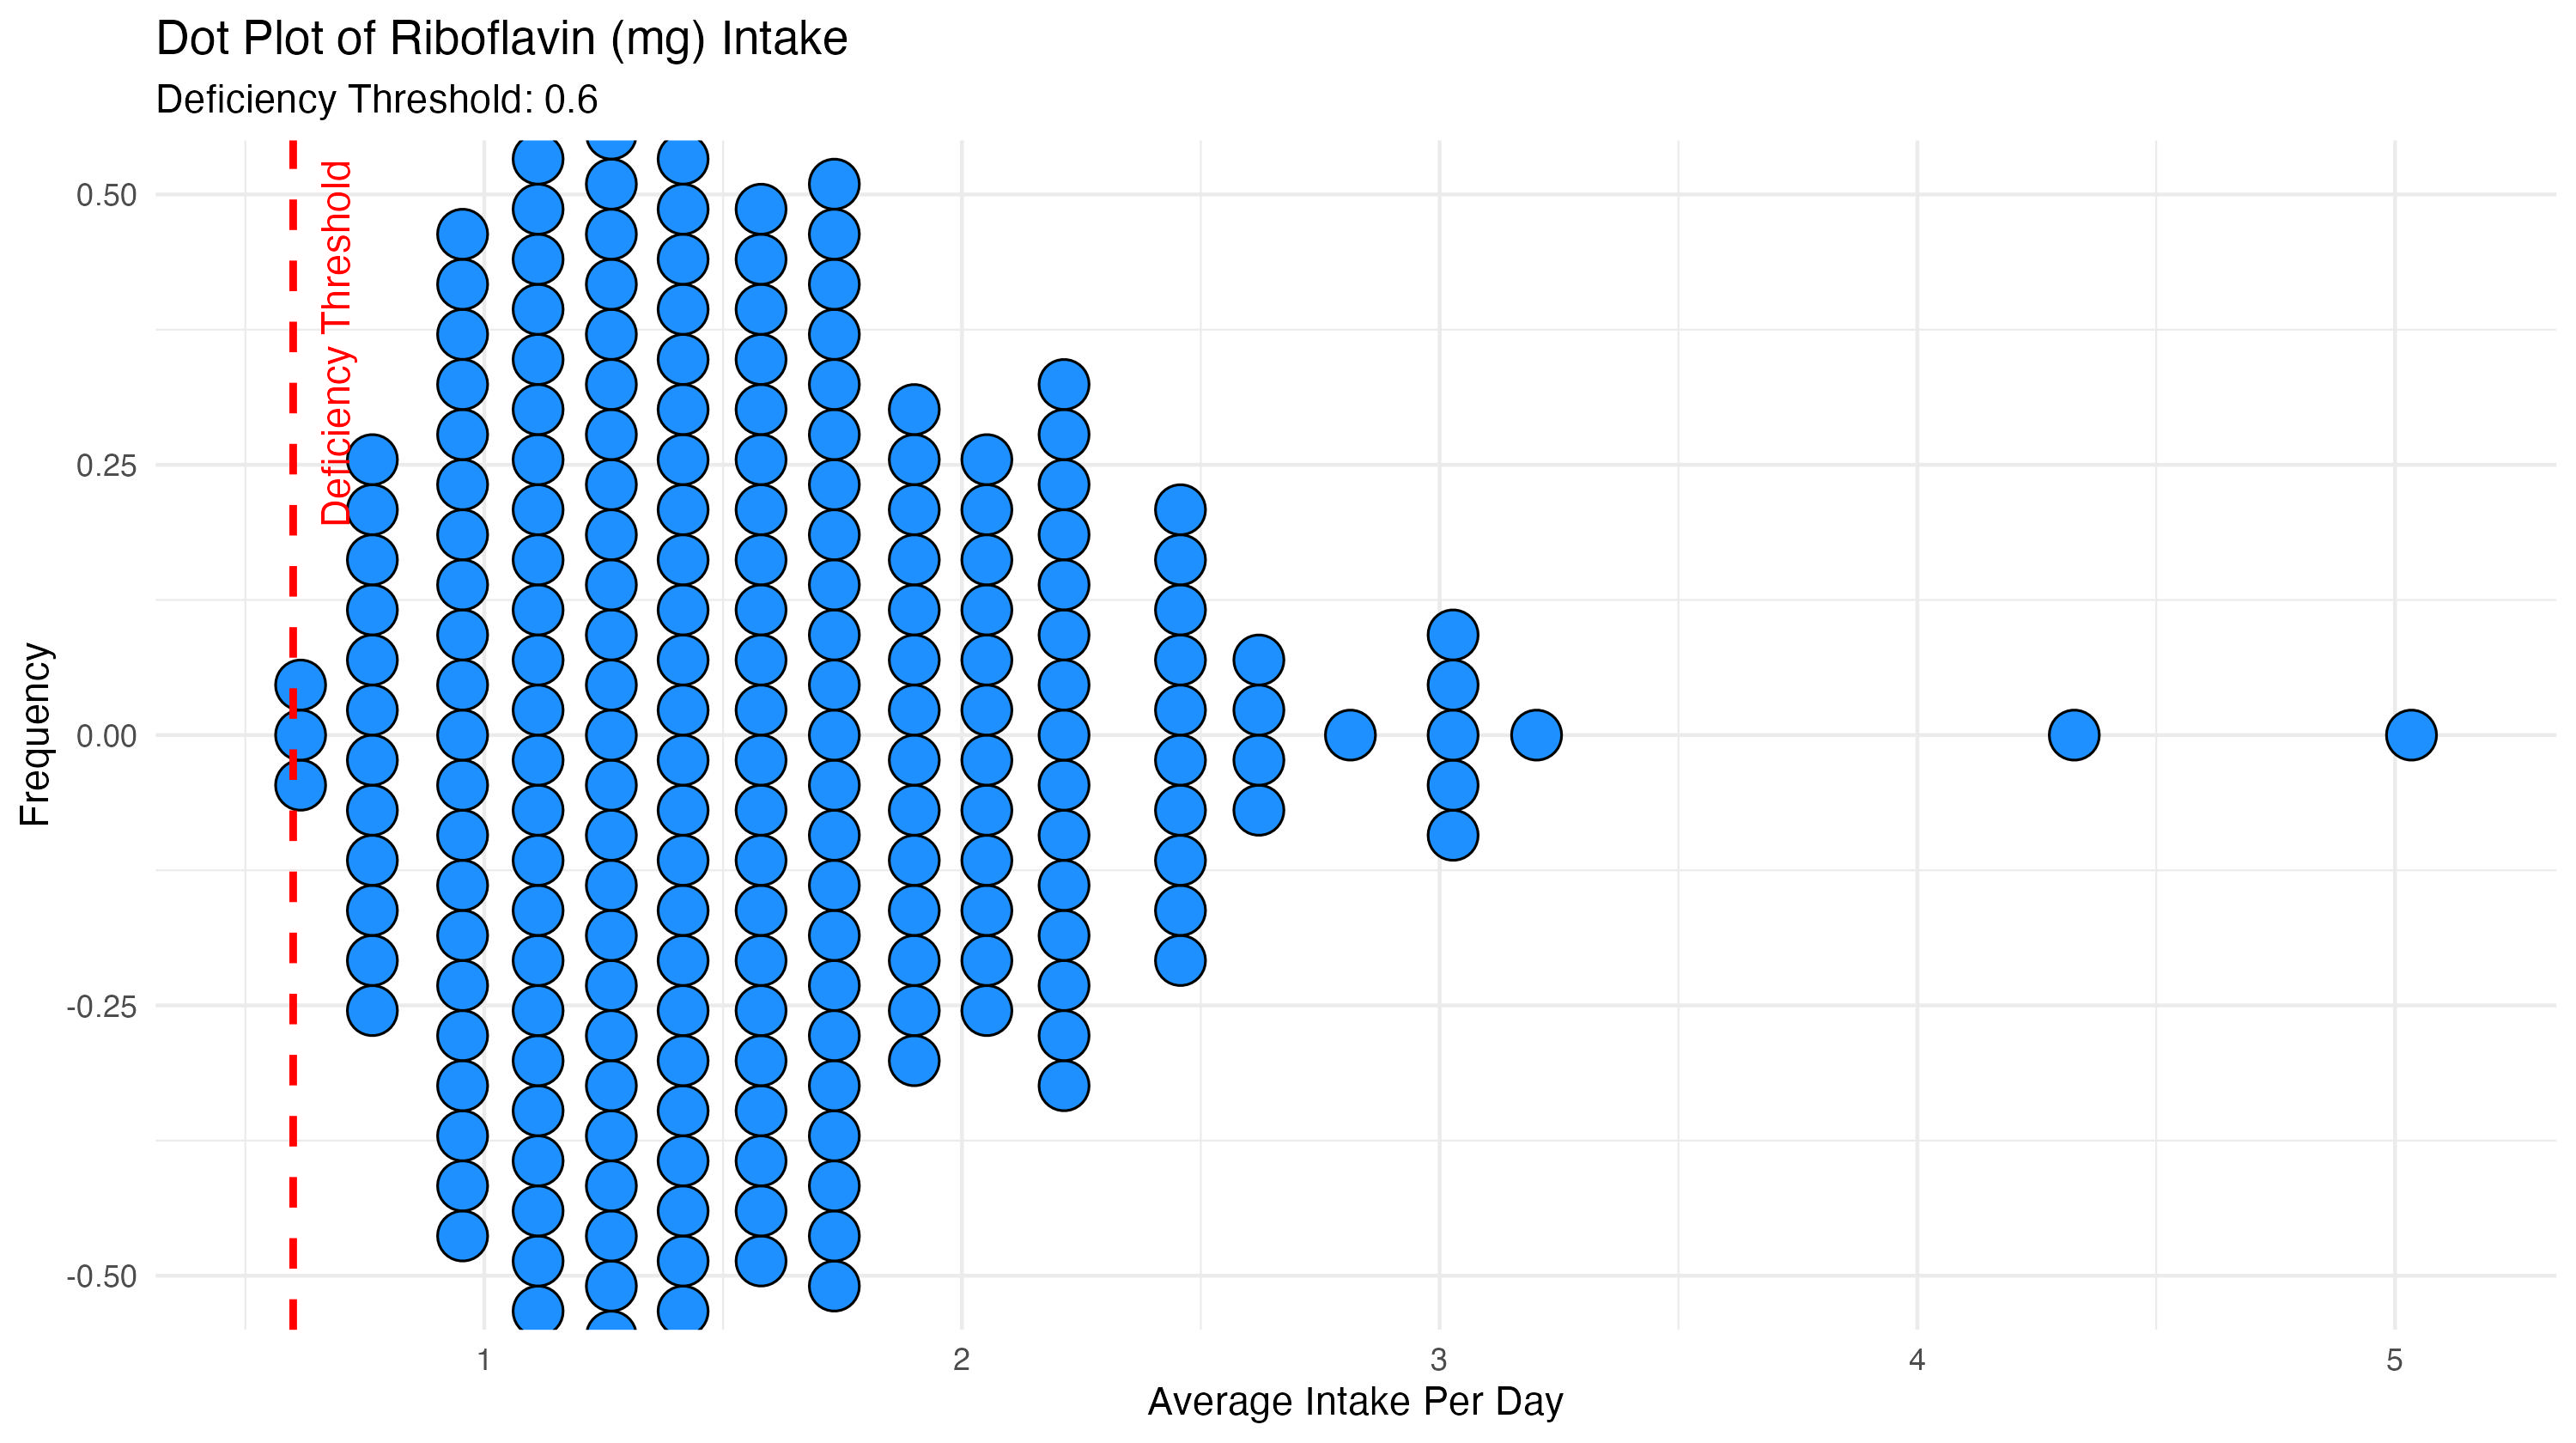 Dot Plot of Riboflavin (mg) Intake
Deficiency Threshold: 0.6
Deficiency Threshold
0.50
0.25
0.00
-0.25
-0.50
Frequency
1 2 3 4 5
Average Intake Per Day